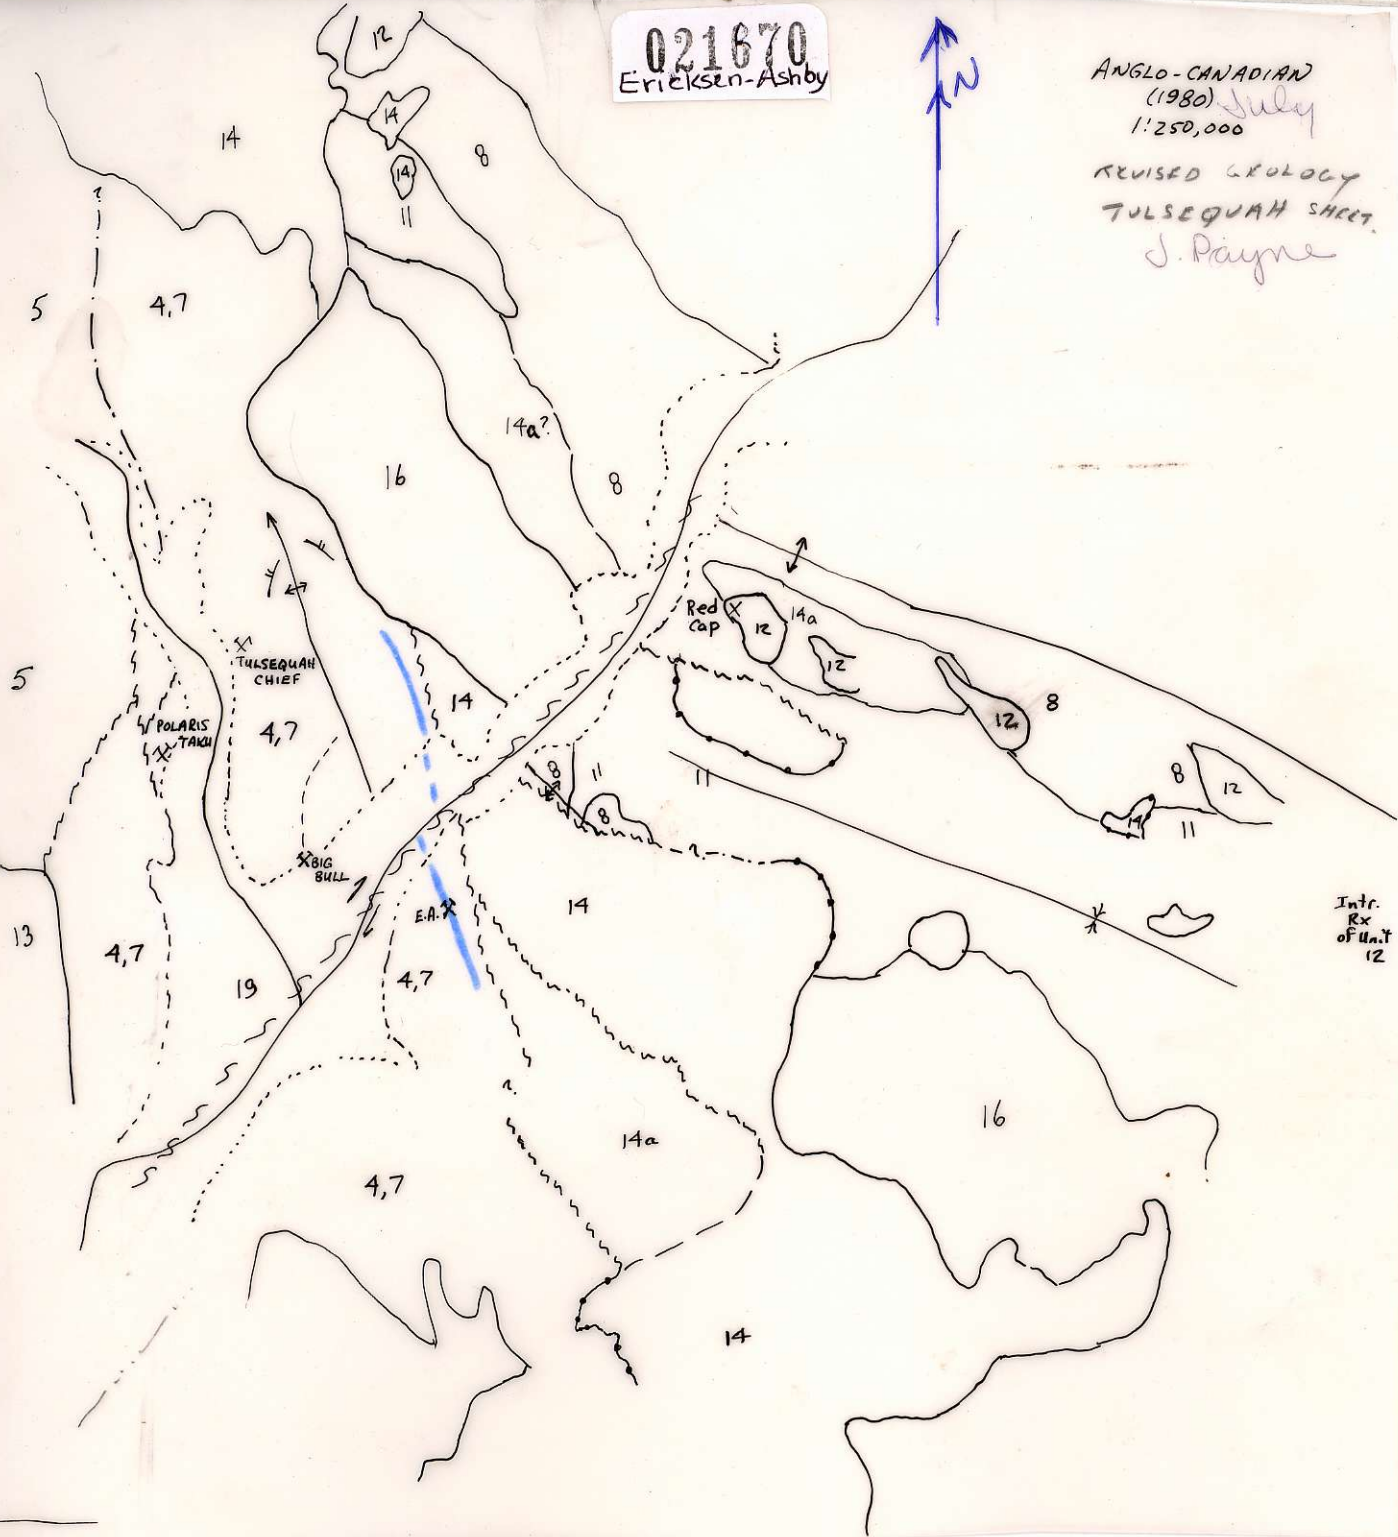 021670
Ericksen-Ashby
N
ANGLO-CANADIAN
(1980) July
1:250,000
REVISED GEOLOGY
TULSEQUAH SHEET.
J. Payne
12
14
14
8
14
11
?
5
4,7
14a?
16
8
Red
Cap
14a
12
12
12
8
TULSEQUAH
CHIEF
5
POLARIS
TAKU
4,7
14
8
11
11
8
8
12
14
11
BIG
BULL
?
E.A.
14
Intr.
Rx
of Unit
12
13
4,7
19
4,7
?
14a
16
4,7
14